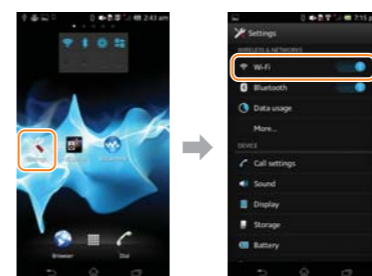 2:43 am
Browser
Dial
7:15 p
Settings
WIRELESS & NETWORKS
Wi-Fi
Bluetooth
Data usage
More...
DEVICE
Call settings
Sound
Display
Storage
Battery